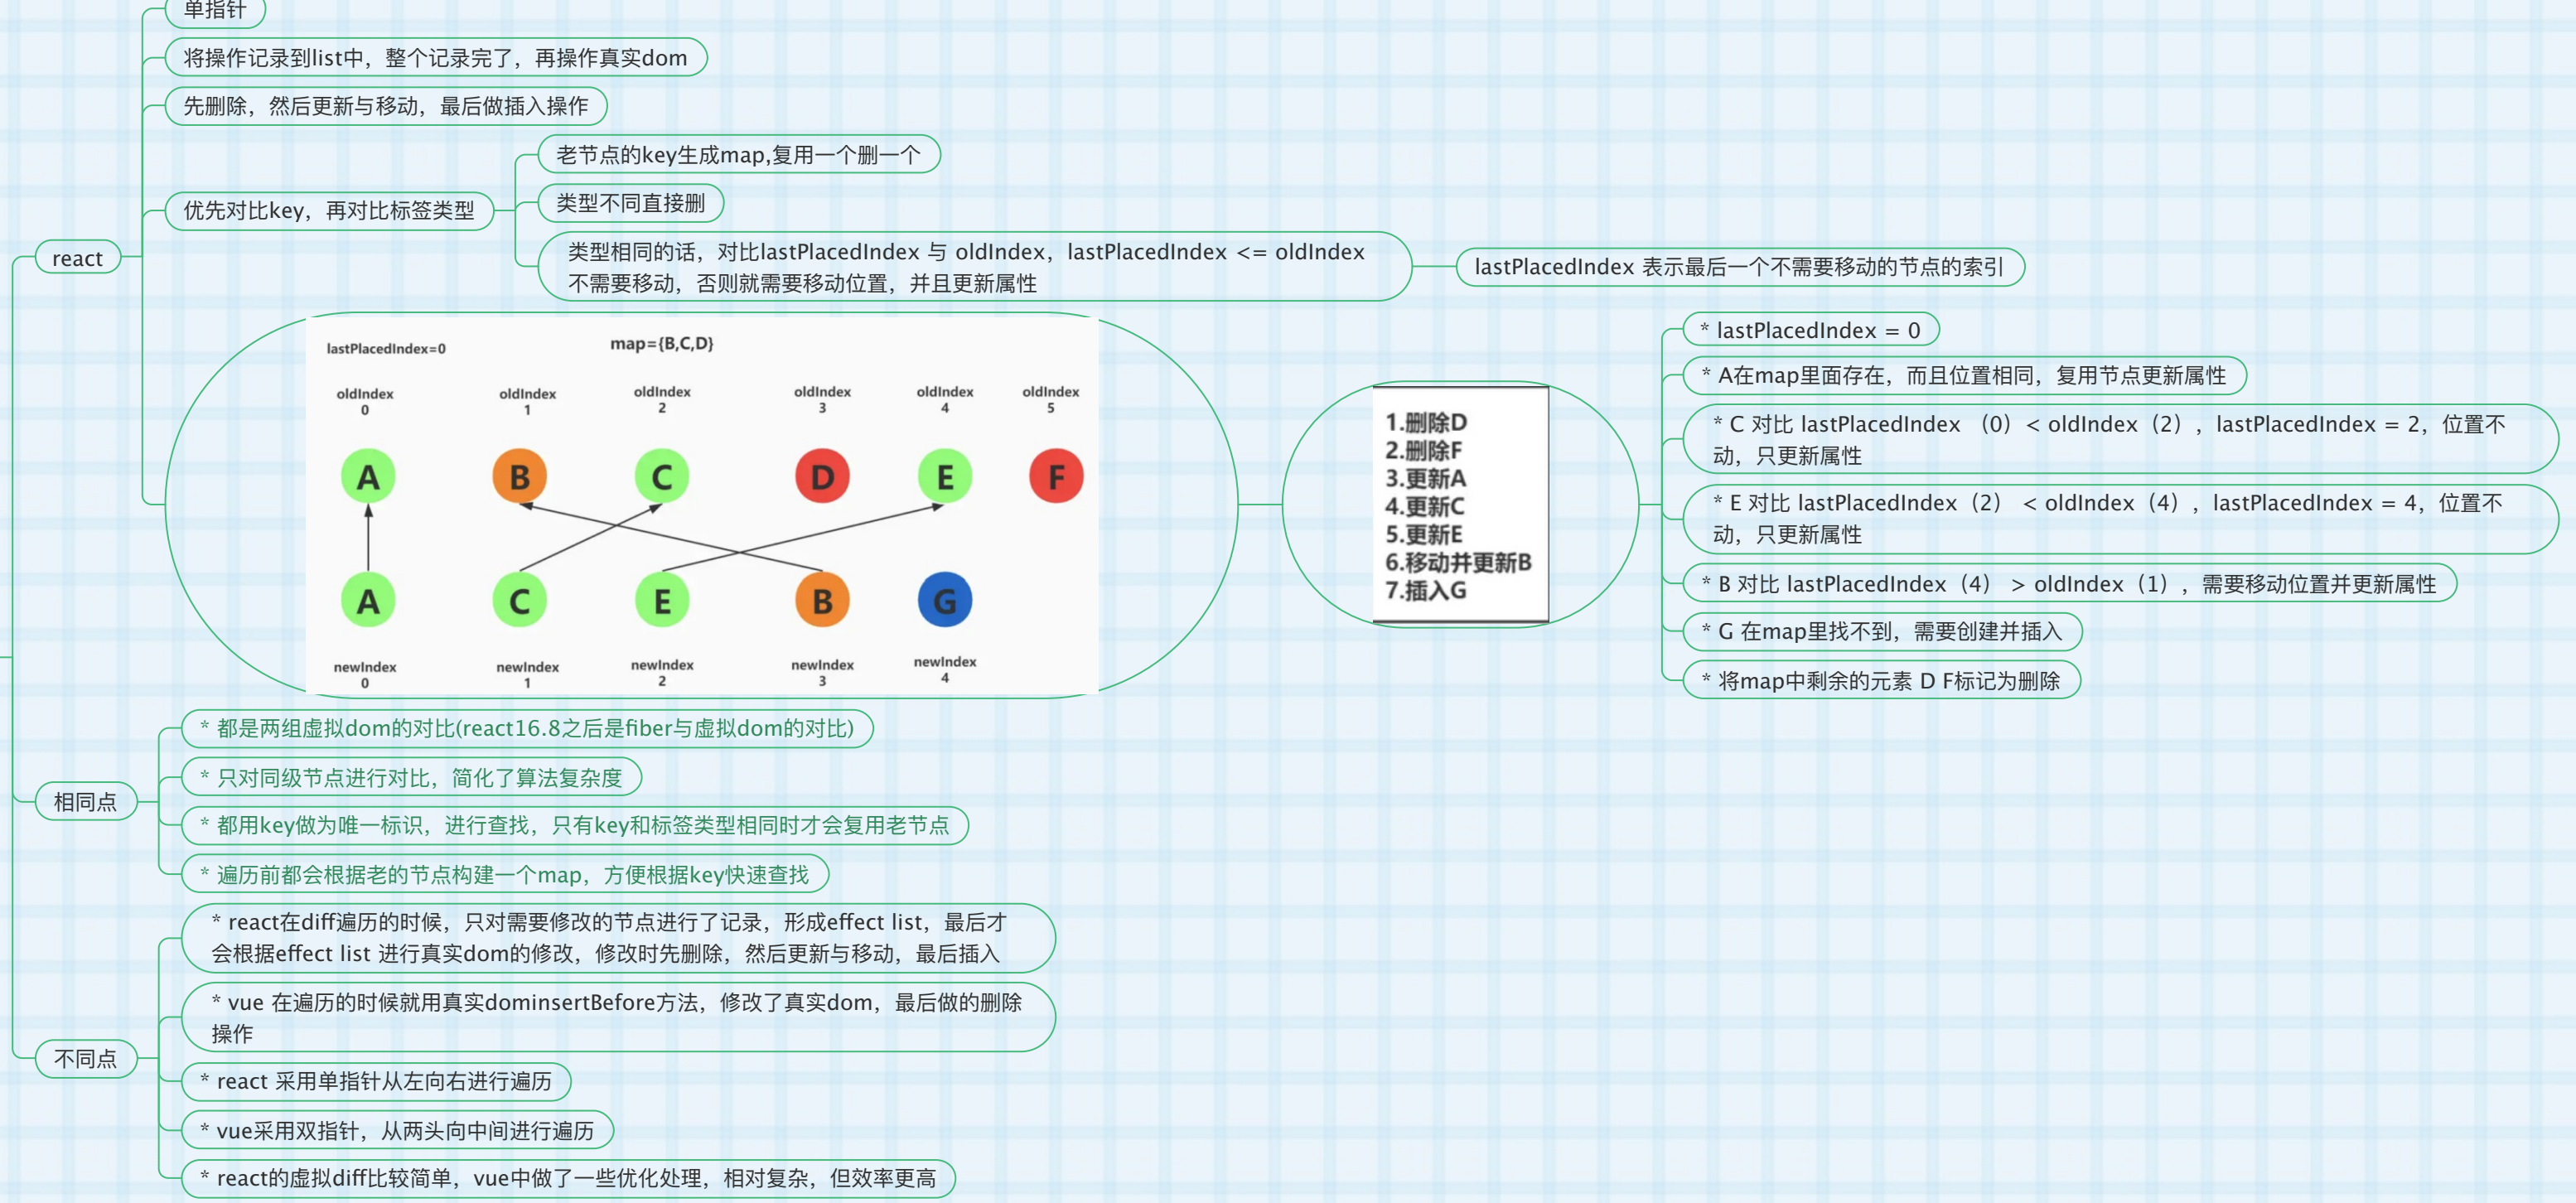 单指针
将操作记录到list中，整个记录完了，再操作真实dom
先删除，然后更新与移动，最后做插入操作
优先对比key，再对比标签类型
老节点的key生成map,复用一个删一个
类型不同直接删
类型相同的话，对比lastPlacedIndex 与 oldIndex，lastPlacedIndex <= oldIndex
不需要移动，否则就需要移动位置，并且更新属性
lastPlacedIndex 表示最后一个不需要移动的节点的索引
react
lastPlacedIndex=0
map={B,C,D}
oldIndex
0
oldIndex
1
oldIndex
2
oldIndex
3
oldIndex
4
oldIndex
5
A
B
C
D
E
F
A
C
E
B
G
newIndex
0
newIndex
1
newIndex
2
newIndex
3
newIndex
4
1.删除D
2.删除F
3.更新A
4.更新C
5.更新E
6.移动并更新B
7.插入G
* lastPlacedIndex = 0
* A在map里面存在，而且位置相同，复用节点更新属性
* C 对比 lastPlacedIndex （0）< oldIndex（2）, lastPlacedIndex = 2，位置不
动，只更新属性
* E 对比 lastPlacedIndex（2） < oldIndex（4）, lastPlacedIndex = 4，位置不
动，只更新属性
* B 对比 lastPlacedIndex（4） > oldIndex（1）, 需要移动位置并更新属性
* G 在map里找不到，需要创建并插入
* 将map中剩余的元素 D F标记为删除
相同点
* 都是两组虚拟dom的对比(react16.8之后是fiber与虚拟dom的对比)
* 只对同级节点进行对比，简化了算法复杂度
* 都用key做为唯一标识，进行查找，只有key和标签类型相同时才会复用老节点
* 遍历前都会根据老的节点构建一个map，方便根据key快速查找
不同点
* react在diff遍历的时候，只对需要修改的节点进行了记录，形成effect list，最后才
会根据effect list 进行真实dom的修改，修改时先删除，然后更新与移动，最后插入
* vue 在遍历的时候就用真实dominsertBefore方法，修改了真实dom，最后做的删除
操作
* react 采用单指针从左向右进行遍历
* vue采用双指针，从两头向中间进行遍历
* react的虚拟diff比较简单，vue中做了一些优化处理，相对复杂，但效率更高